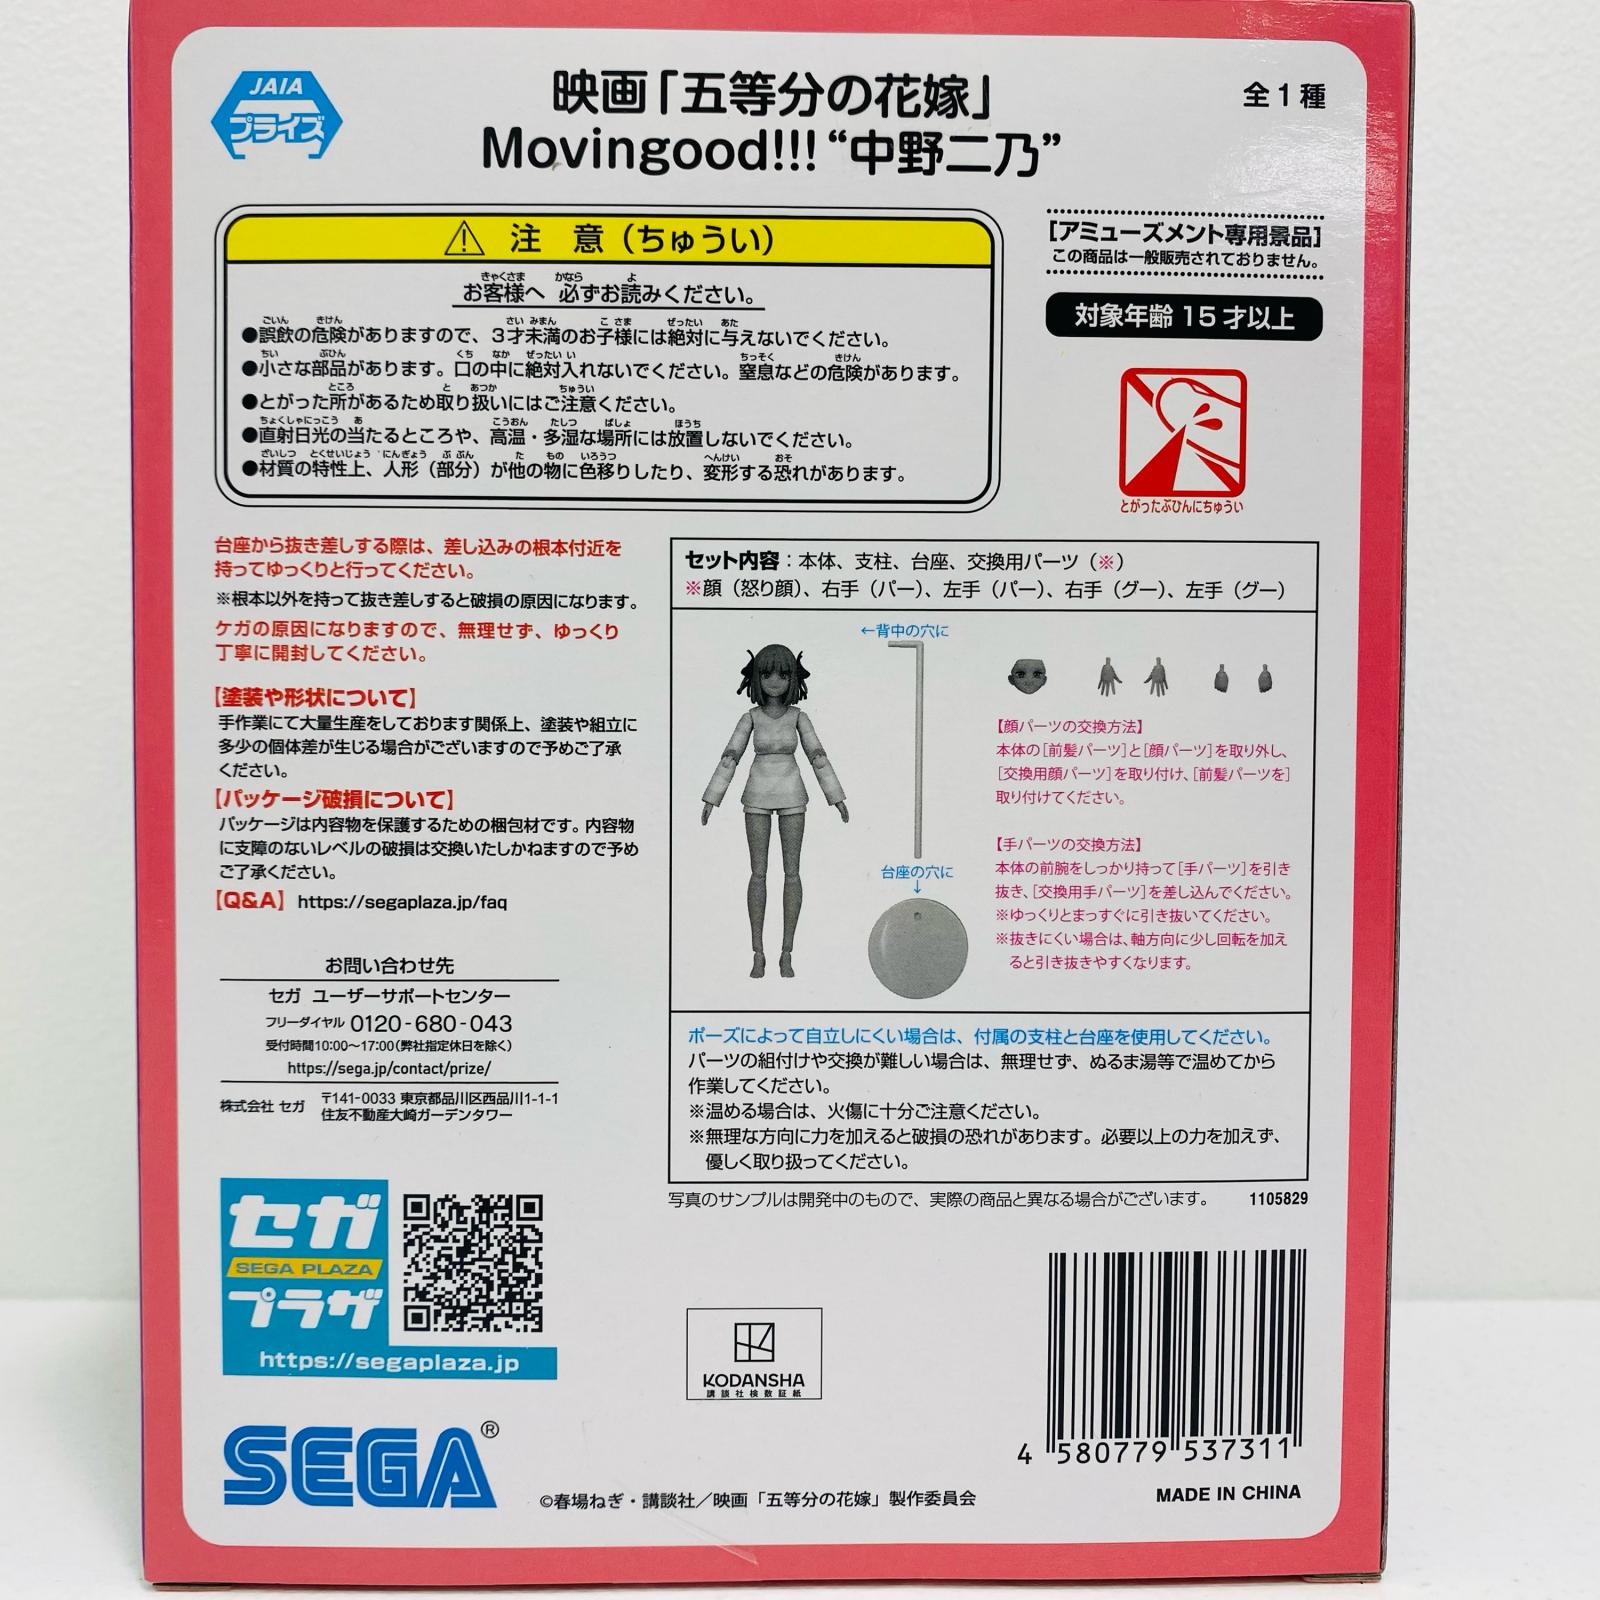 JAIA
プライズ
映画「五等分の花嫁」
Movingood!!! “中野二乃”
全1種
⚠ 注 意（ちゅうい）
お客様へ 必ずお読みください。
●誤飲の危険がありますので、3才未満のお子様には絶対に与えないでください。
●小さな部品があります。口の中に絶対入れないでください。窒息などの危険があります。
●とがった所があるため取り扱いにはご注意ください。
●直射日光の当たるところや、高温・多湿な場所には放置しないでください。
●材質の特性上、人形（部分）が他の物に色移りしたり、変形する恐れがあります。
[アミューズメント専用景品]
この商品は一般販売されておりません。
対象年齢 15才以上
とがったぶひんにちゅうい
台座から抜き差しする際は、差し込みの根本付近を
持ってゆっくりと行ってください。
※根本以外を持って抜き差しすると破損の原因になります。
ケガの原因になりますので、無理せず、ゆっくり
丁寧に開封してください。
【塗装や形状について】
手作業にて大量生産をしております関係上、塗装や組立に
多少の個体差が生じる場合がございますので予めご了承
ください。
【パッケージ破損について】
パッケージは内容物を保護するための梱包材です。内容物
に支障のないレベルの破損は交換いたしかねますので予め
ご了承ください。
【Q&A】 https://segaplaza.jp/faq
お問い合わせ先
セガ ユーザーサポートセンター
フリーダイヤル 0120-680-043
受付時間10:00〜17:00（弊社指定休日を除く）
https://sega.jp/contact/prize/
株式会社 セガ 〒141-0033 東京都品川区西品川1-1-1
住友不動産大崎ガーデンタワー
セット内容：本体、支柱、台座、交換用パーツ（※）
※顔（怒り顔）、右手（パー）、左手（パー）、右手（グー）、左手（グー）
←背中の穴に
台座の穴に
↓
【顔パーツの交換方法】
本体の[前髪パーツ]と[顔パーツ]を取り外し、
[交換用顔パーツ]を取り付け、[前髪パーツを]
取り付けてください。
【手パーツの交換方法】
本体の前腕をしっかり持って[手パーツ]を引き
抜き、[交換用手パーツ]を差し込んでください。
※ゆっくりとまっすぐに引き抜いてください。
※抜きにくい場合は、軸方向に少し回転を加え
ると引き抜きやすくなります。
ポーズによって自立しにくい場合は、付属の支柱と台座を使用してください。
パーツの組付けや交換が難しい場合は、無理せず、ぬるま湯等で温めてから
作業してください。
※温める場合は、火傷に十分ご注意ください。
※無理な方向に力を加えると破損の恐れがあります。必要以上の力を加えず、
優しく取り扱ってください。
写真のサンプルは開発中のもので、実際の商品と異なる場合がございます。 1105829
セガ
SEGA PLAZA
プラザ
https://segaplaza.jp
KODANSHA
講談社検数証紙
4 580779 537311
SEGA®
©春場ねぎ・講談社／映画「五等分の花嫁」製作委員会
MADE IN CHINA